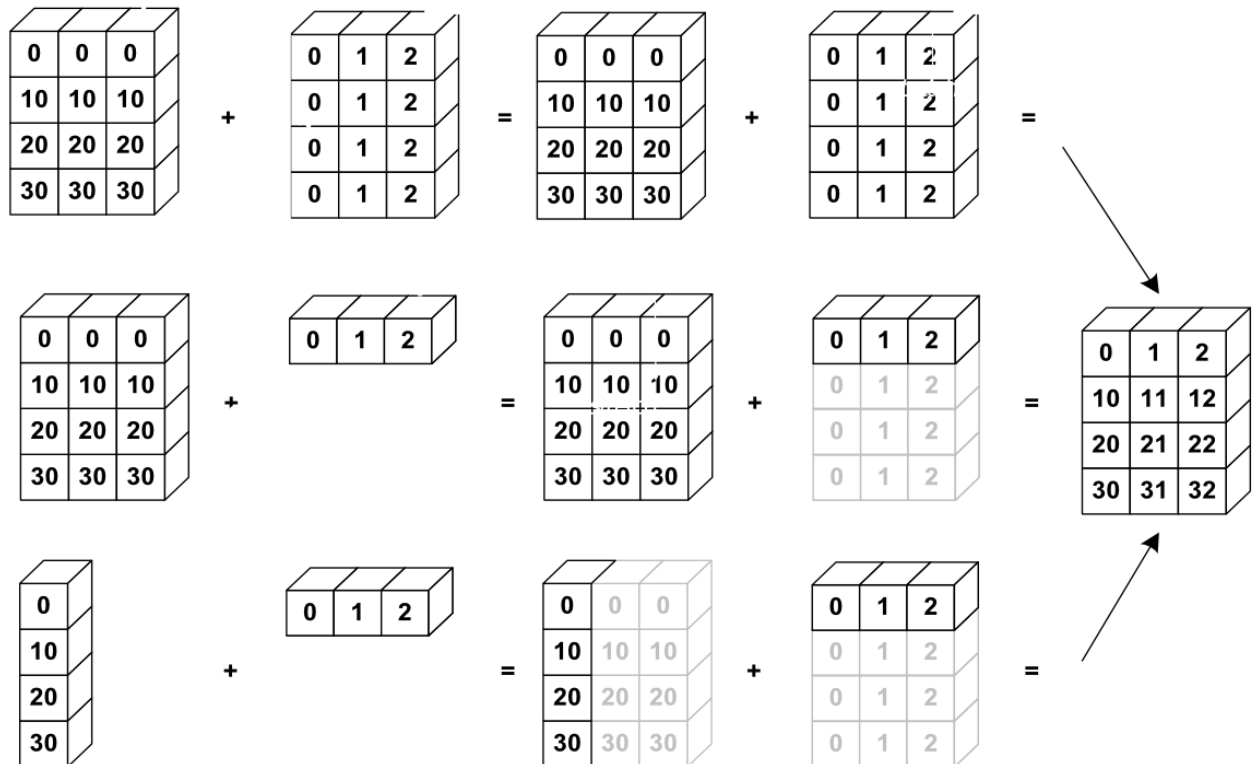 0 0 0 0 1 2 0 0 0 0 1 2
10 10 10 0 1 2 10 10 10 0 1 2
+ = + =
20 20 20 0 1 2 20 20 20 0 1 2
30 30 30 0 1 2 30 30 30 0 1 2
0 0 0 0 1 2 0 0 0 0 1 2 0 1 2
10 10 10 10 10 10 0 1 2 10 11 12
+ = + =
20 20 20 20 20 20 0 1 2 20 21 22
30 30 30 30 30 30 0 1 2 30 31 32
0 0 1 2 0 0 0 0 1 2
10 10 10 10 0 1 2
+ = + =
20 20 20 20 0 1 2
30 30 30 30 0 1 2